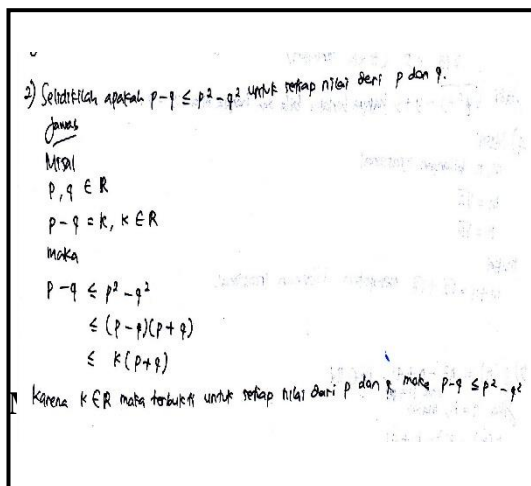 2) Selidikilah apakah p-q ≤ p²-q² untuk setiap nilai dari p dan q.
Jawab
Misal
p, q ∈ R
p-q = k, k ∈ R
maka
p-q ≤ p²-q²
≤ (p-q)(p+q)
≤ k(p+q)
Karena k ∈ R maka terbukti untuk setiap nilai dari p dan q maka p-q ≤ p²-q²